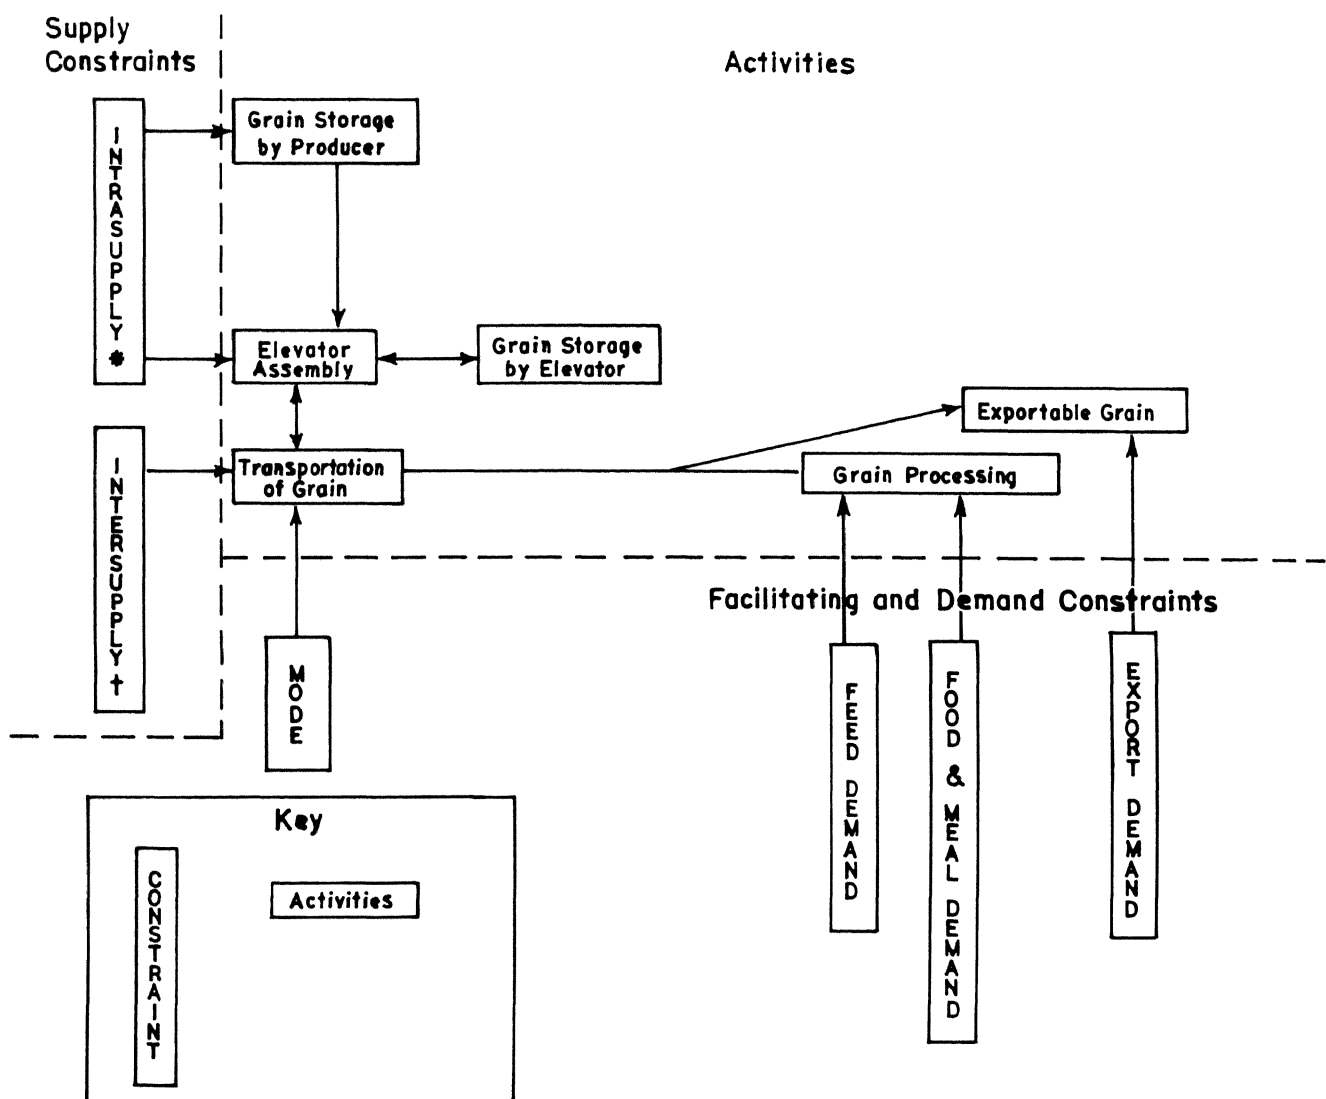 Supply
Constraints
Activities
INTRASUPPLY*
Grain Storage
by Producer
Elevator
Assembly
Grain Storage
by Elevator
Exportable Grain
INTERSUPPLY†
Transportation
of Grain
Grain Processing
Facilitating and Demand Constraints
MODE
FEED DEMAND
FOOD & MEAL DEMAND
EXPORT DEMAND
Key
CONSTRAINT
Activities